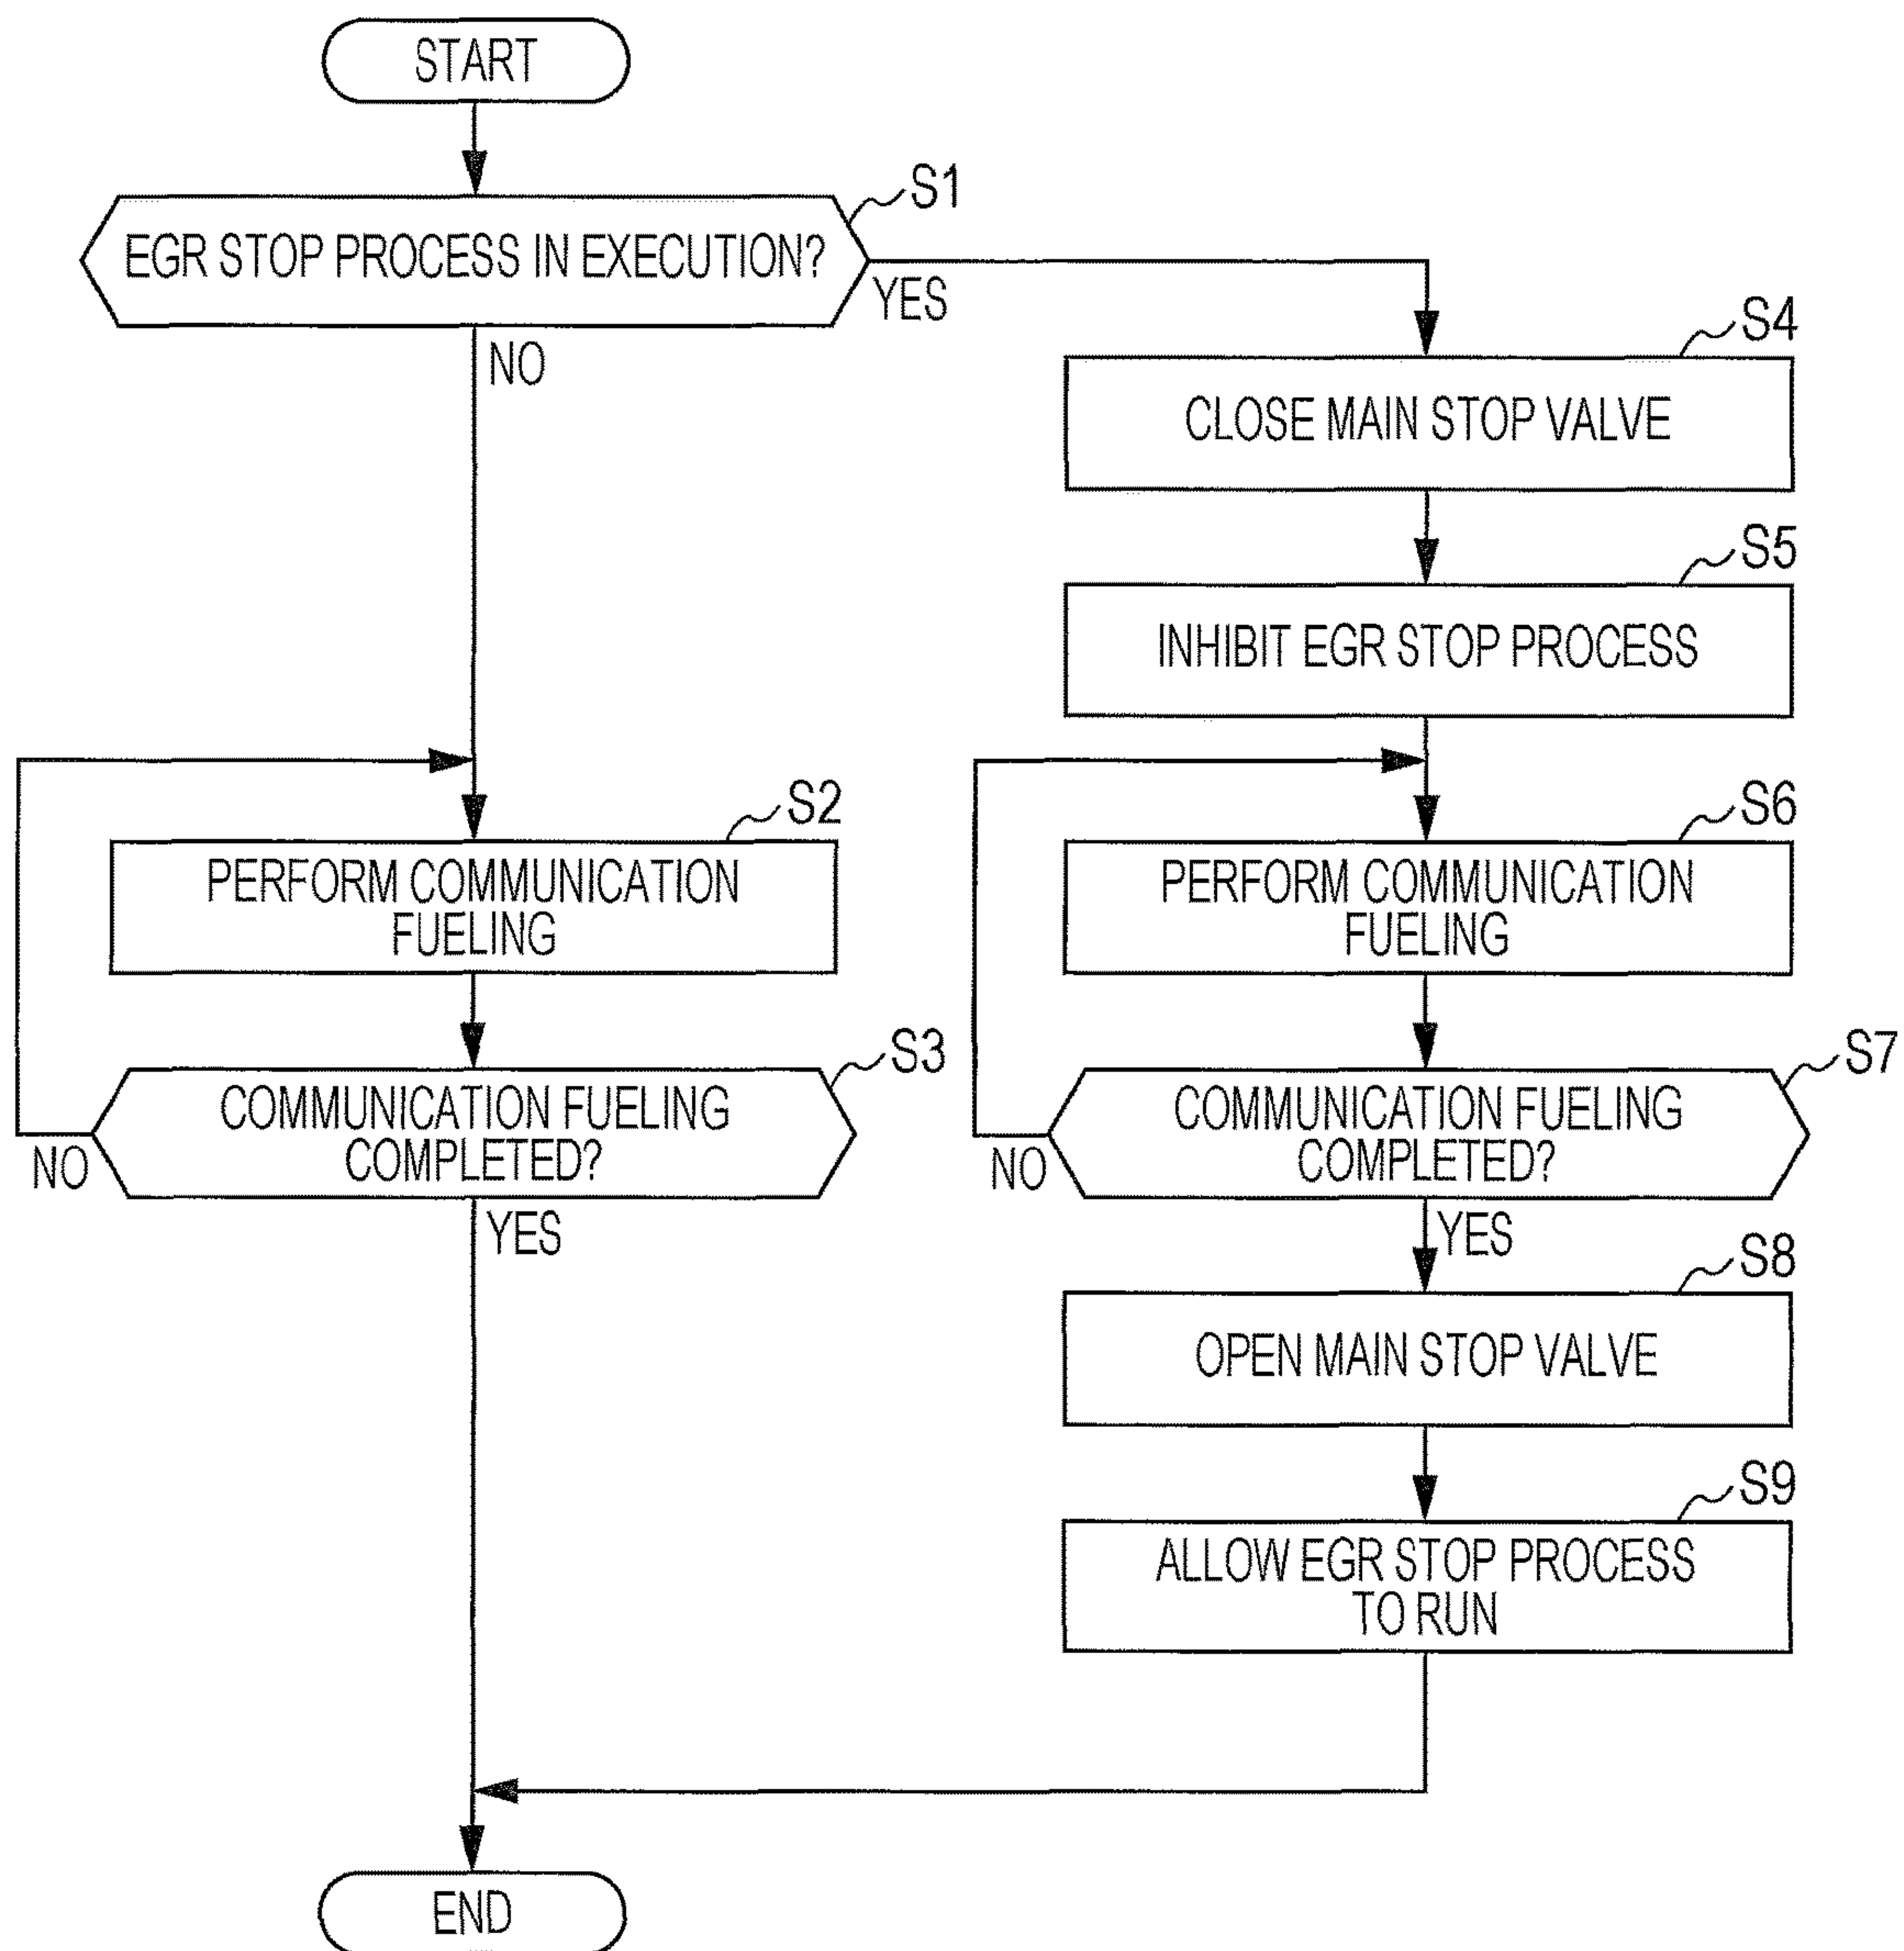 START
S1
EGR STOP PROCESS IN EXECUTION?
YES
NO
S4
CLOSE MAIN STOP VALVE
S5
INHIBIT EGR STOP PROCESS
S2
PERFORM COMMUNICATION
FUELING
S3
COMMUNICATION FUELING
COMPLETED?
NO
YES
S6
PERFORM COMMUNICATION
FUELING
S7
COMMUNICATION FUELING
COMPLETED?
NO
YES
S8
OPEN MAIN STOP VALVE
S9
ALLOW EGR STOP PROCESS
TO RUN
END